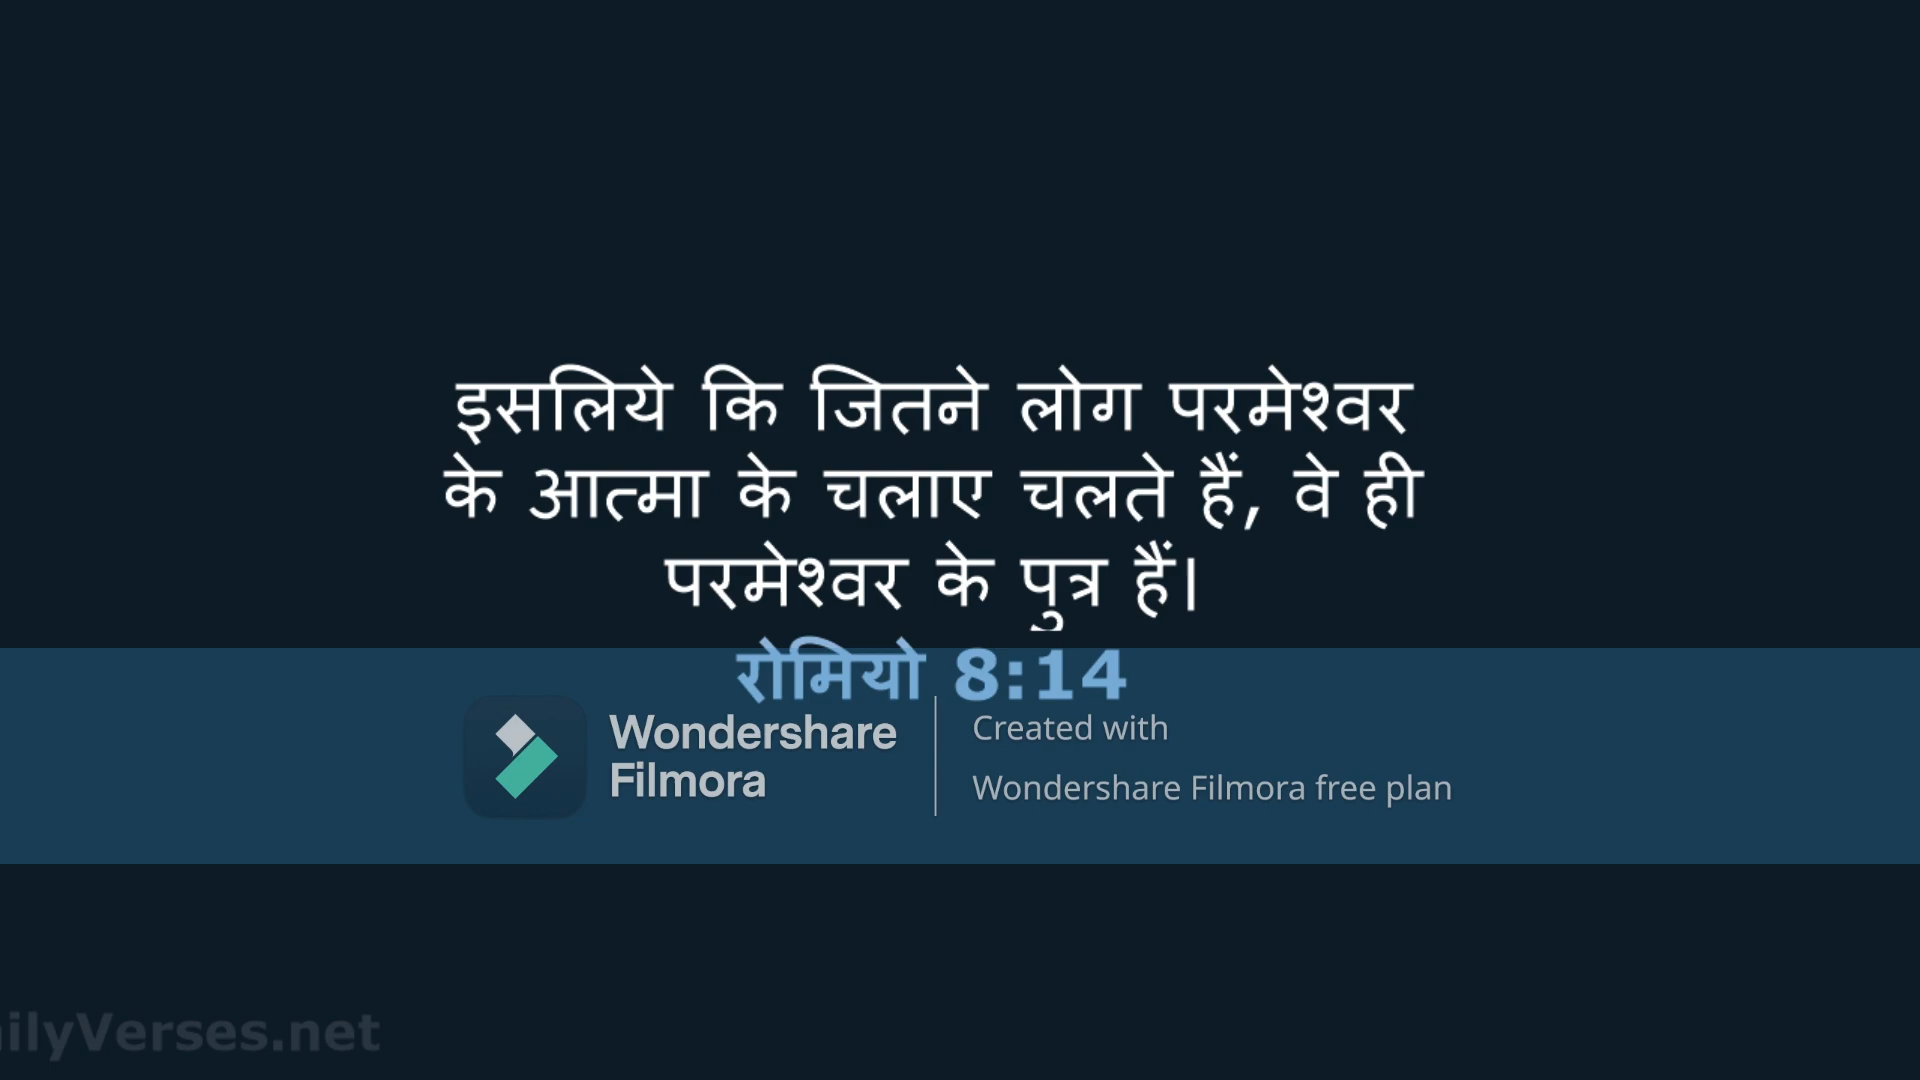 इसलिये कि जितने लोग परमेश्वर
के आत्मा के चलाए चलते हैं, वे ही
परमेश्वर के पुत्र हैं।
रोमियो 8:14
Wondershare
Filmora
Created with
Wondershare Filmora free plan
ilyVerses.net